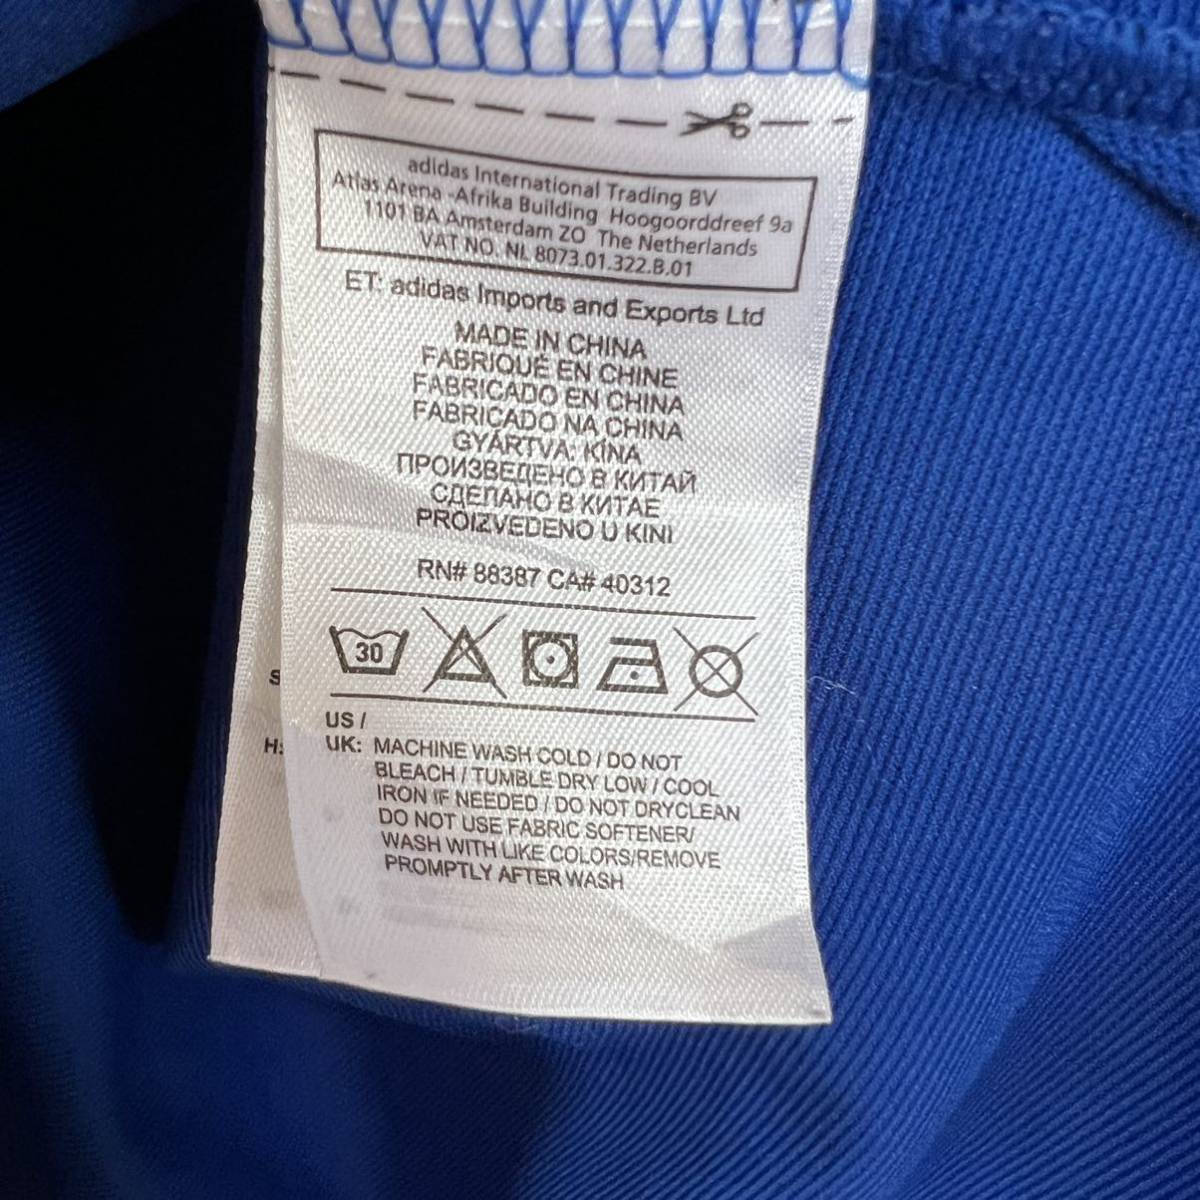 adidas International Trading BV
Atlas Arena -Afrika Building Hoogoorddreef 9a
1101 BA Amsterdam ZO The Netherlands
VAT NO. NL 8073.01.322.B.01
ET: adidas Imports and Exports Ltd
MADE IN CHINA
FABRIQUÉ EN CHINE
FABRICADO EN CHINA
FABRICADO NA CHINA
GYÁRTVA: KÍNA
ПРОИЗВЕДЕНО В КИТАЙ
СДЕЛАНО В КИТАЕ
PROIZVEDENO U KINI
RN# 88387 CA# 40312
30
S
US /
H:
UK: MACHINE WASH COLD / DO NOT
BLEACH / TUMBLE DRY LOW / COOL
IRON IF NEEDED / DO NOT DRYCLEAN
DO NOT USE FABRIC SOFTENER/
WASH WITH LIKE COLORS/REMOVE
PROMPTLY AFTER WASH